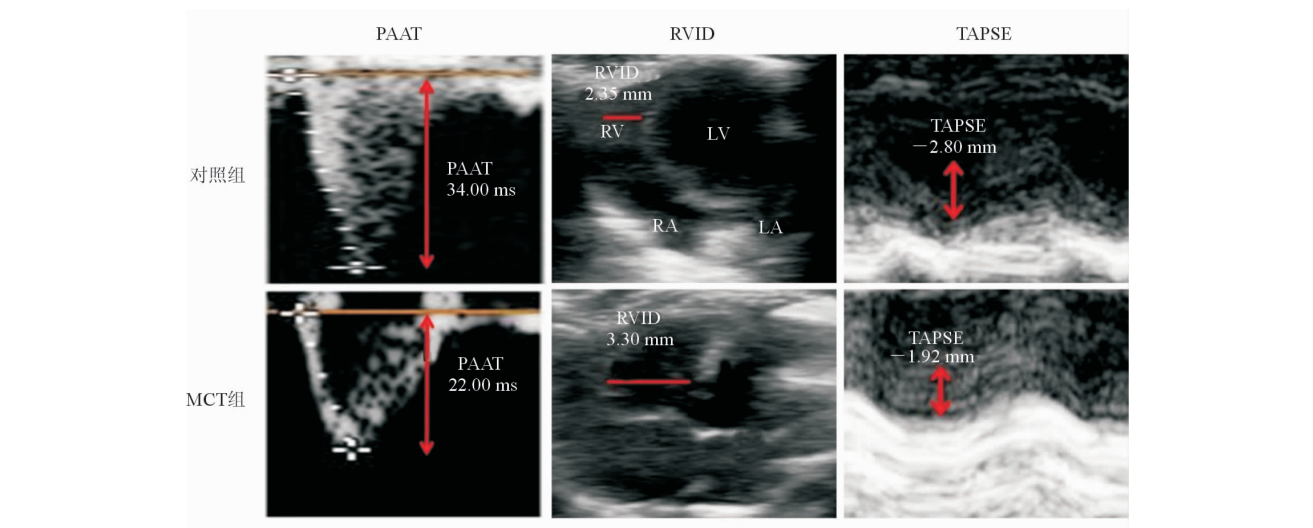 PAAT RVID TAPSE
对照组
PAAT
34.00 ms
RVID
2.35 mm
RV
LV
RA
LA
TAPSE
－2.80 mm
MCT组
PAAT
22.00 ms
RVID
3.30 mm
TAPSE
－1.92 mm